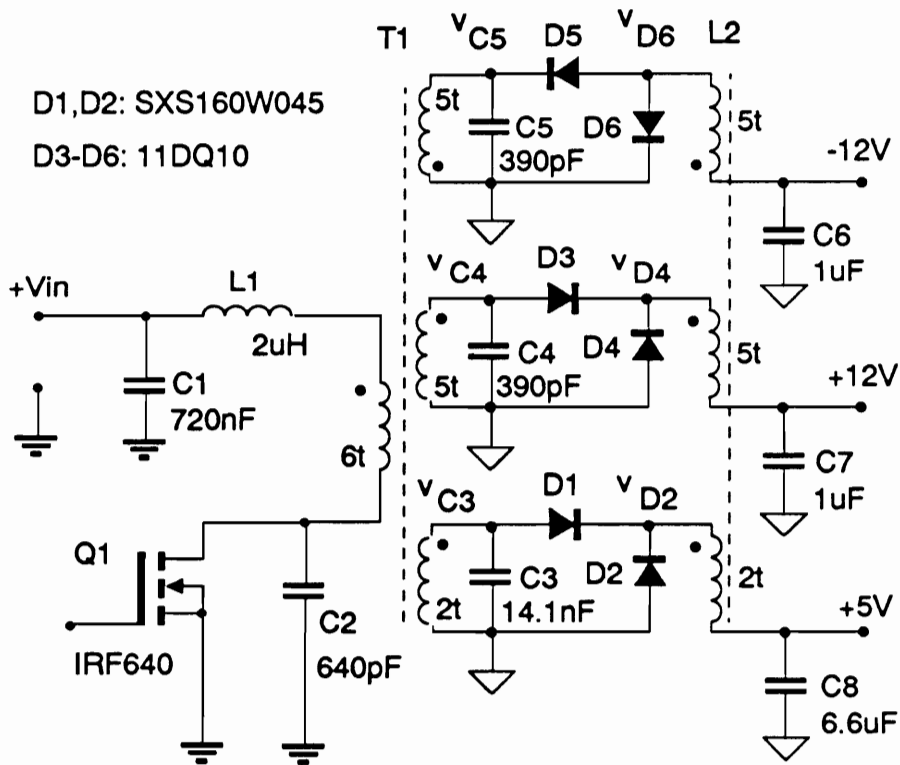 T1
vC5
D5
vD6
L2
D1,D2: SXS160W045
D3-D6: 11DQ10
5t
C5
390pF
D6
5t
-12V
C6
1uF
vC4
D3
vD4
+Vin
L1
2uH
C1
720nF
6t
5t
C4
390pF
D4
5t
+12V
C7
1uF
vC3
D1
vD2
Q1
IRF640
C2
640pF
2t
C3
14.1nF
D2
2t
+5V
C8
6.6uF